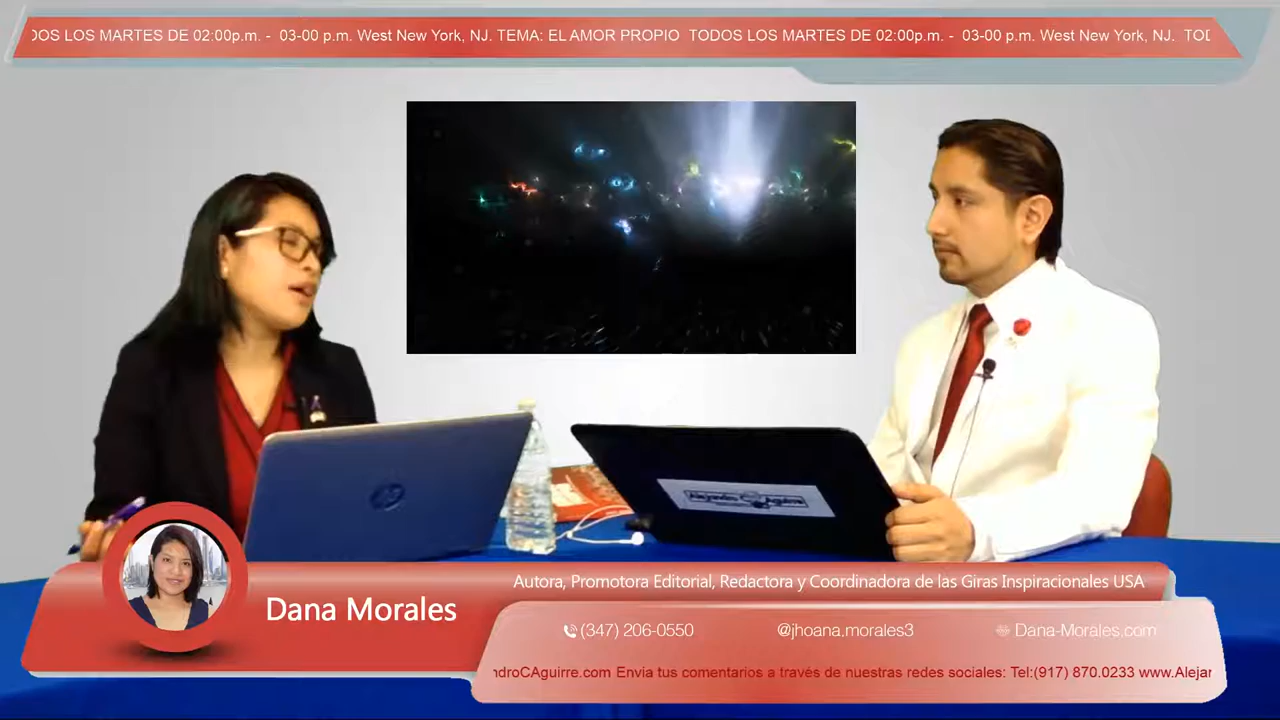 OOS LOS MARTES DE 02:00p.m. - 03-00 p.m. West New York, NJ. TEMA: EL AMOR PROPIO TODOS LOS MARTES DE 02:00p.m. - 03-00 p.m. West New York, NJ. TOD
hp
Alejandro C Aguirre
Autora, Promotora Editorial, Redactora y Coordinadora de las Giras Inspiracionales USA
Dana Morales
(347) 206-0550 @jhoana.morales3 Dana-Morales.com
ndroCAguirre.com Envia tus comentarios a través de nuestras redes sociales: Tel:(917) 870.0233 www.Alejar